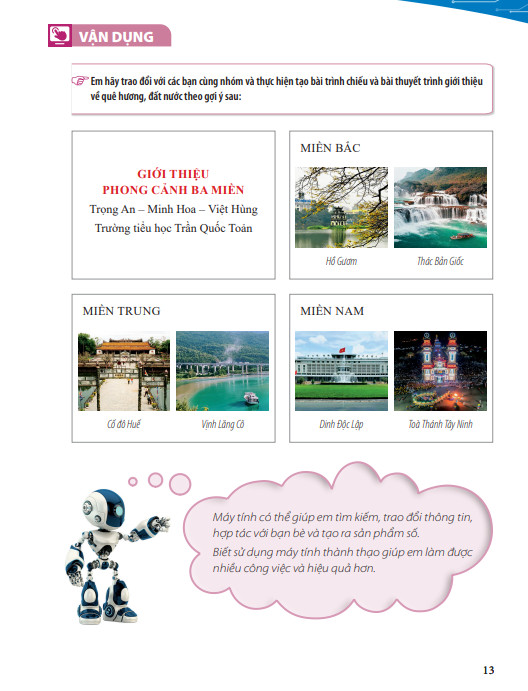 VẬN DỤNG
Em hãy trao đổi với các bạn cùng nhóm và thực hiện tạo bài trình chiếu và bài thuyết trình giới thiệu
về quê hương, đất nước theo gợi ý sau:
GIỚI THIỆU
PHONG CẢNH BA MIỀN
Trọng An – Minh Hoa – Việt Hùng
Trường tiểu học Trần Quốc Toản
MIỀN BẮC
Hồ Gươm
Thác Bản Giốc
MIỀN TRUNG
Cố đô Huế
Vịnh Lăng Cô
MIỀN NAM
Dinh Độc Lập
Toà Thánh Tây Ninh
Máy tính có thể giúp em tìm kiếm, trao đổi thông tin,
hợp tác với bạn bè và tạo ra sản phẩm số.
Biết sử dụng máy tính thành thạo giúp em làm được
nhiều công việc và hiệu quả hơn.
13